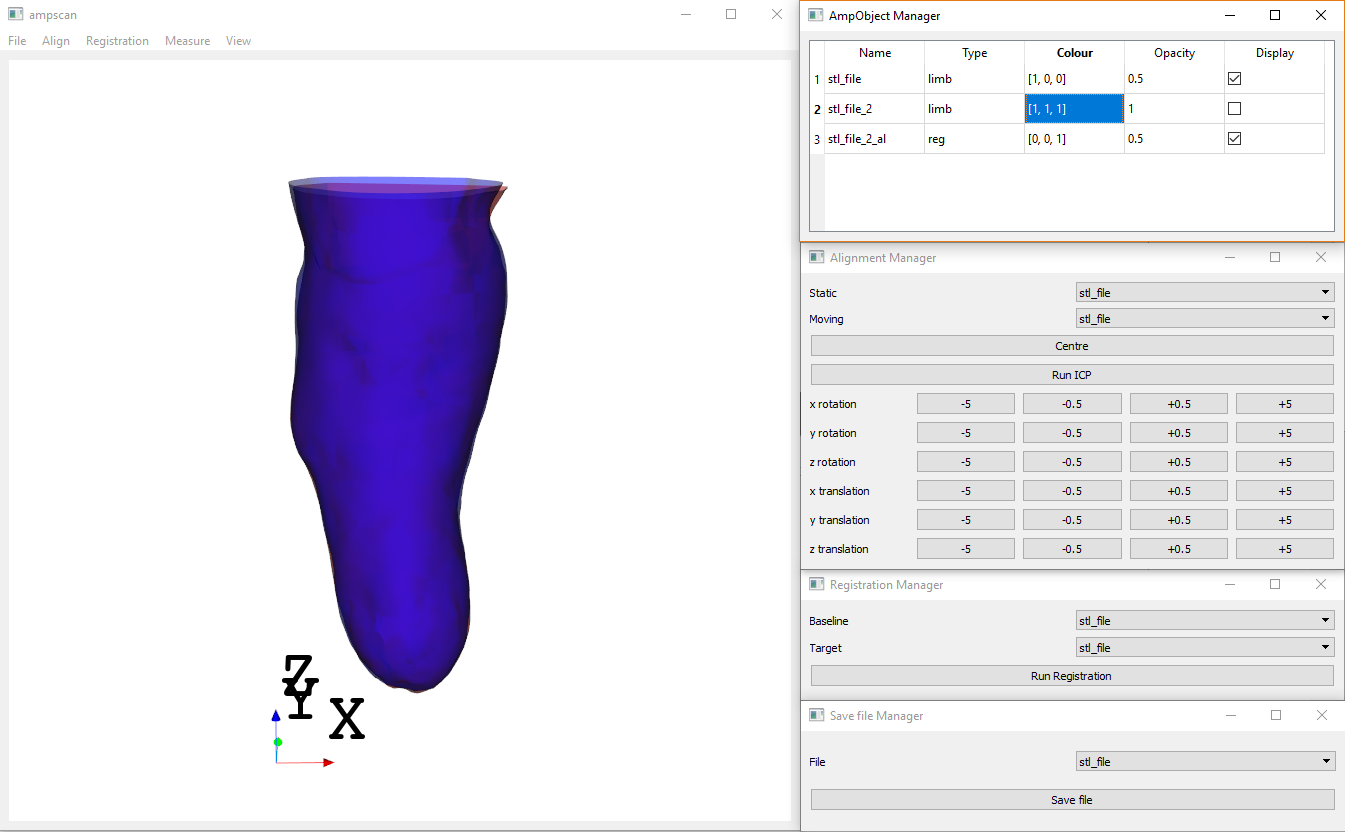 ampscan
File Align Registration Measure View
Z
Y
X
AmpObject Manager
Name Type Colour Opacity Display
1 stl_file limb [1, 0, 0] 0.5
2 stl_file_2 limb [1, 1, 1] 1
3 stl_file_2_al reg [0, 0, 1] 0.5
Alignment Manager
Static stl_file
Moving stl_file
Centre
Run ICP
x rotation -5 -0.5 +0.5 +5
y rotation -5 -0.5 +0.5 +5
z rotation -5 -0.5 +0.5 +5
x translation -5 -0.5 +0.5 +5
y translation -5 -0.5 +0.5 +5
z translation -5 -0.5 +0.5 +5
Registration Manager
Baseline stl_file
Target stl_file
Run Registration
Save file Manager
File stl_file
Save file